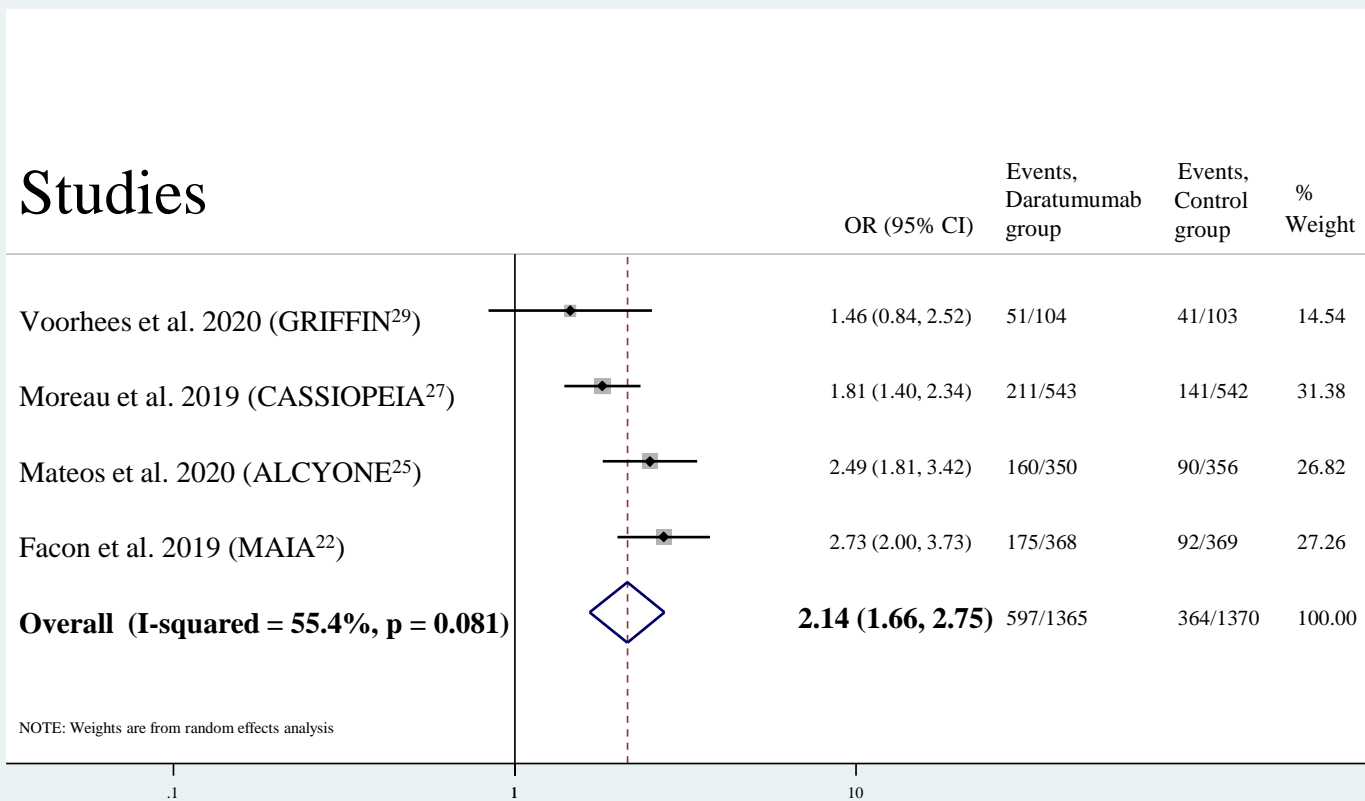 Studies
OR (95% CI)
Events,
Daratumumab
group
Events,
Control
group
%
Weight
Voorhees et al. 2020 (GRIFFIN29) 1.46 (0.84, 2.52) 51/104 41/103 14.54
Moreau et al. 2019 (CASSIOPEIA27) 1.81 (1.40, 2.34) 211/543 141/542 31.38
Mateos et al. 2020 (ALCYONE25) 2.49 (1.81, 3.42) 160/350 90/356 26.82
Facon et al. 2019 (MAIA22) 2.73 (2.00, 3.73) 175/368 92/369 27.26
Overall (I-squared = 55.4%, p = 0.081) 2.14 (1.66, 2.75) 597/1365 364/1370 100.00
NOTE: Weights are from random effects analysis
.1 1 10